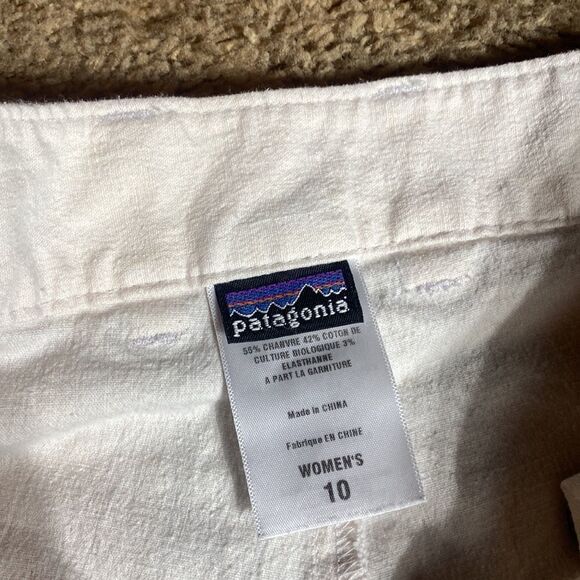 patagonia®
55% CHANVRE 42% COTON DE
CULTURE BIOLOGIQUE 3%
ELASTHANNE
A PART LA GARNITURE
Made in CHINA
Fabrique EN CHINE
WOMEN'S
10